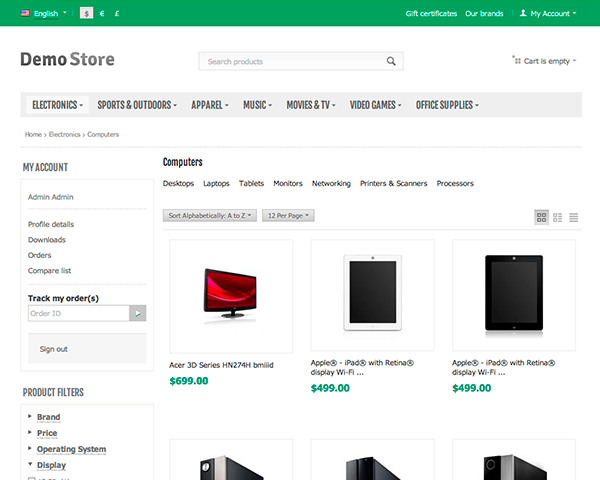 English $ € £ Gift certificates Our brands My Account
Demo Store
Search products
Cart is empty
ELECTRONICS SPORTS & OUTDOORS APPAREL MUSIC MOVIES & TV VIDEO GAMES OFFICE SUPPLIES
Home > Electronics > Computers
MY ACCOUNT
Admin Admin
Profile details
Downloads
Orders
Compare list
Track my order(s)
Order ID
Sign out
PRODUCT FILTERS
Brand
Price
Operating System
Display
Computers
Desktops Laptops Tablets Monitors Networking Printers & Scanners Processors
Sort Alphabetically: A to Z 12 Per Page
Acer 3D Series HN274H bmiiid
$699.00
Apple® - iPad® with Retina®
display Wi-Fi ...
$499.00
Apple® - iPad® with Retina®
display Wi-Fi ...
$499.00